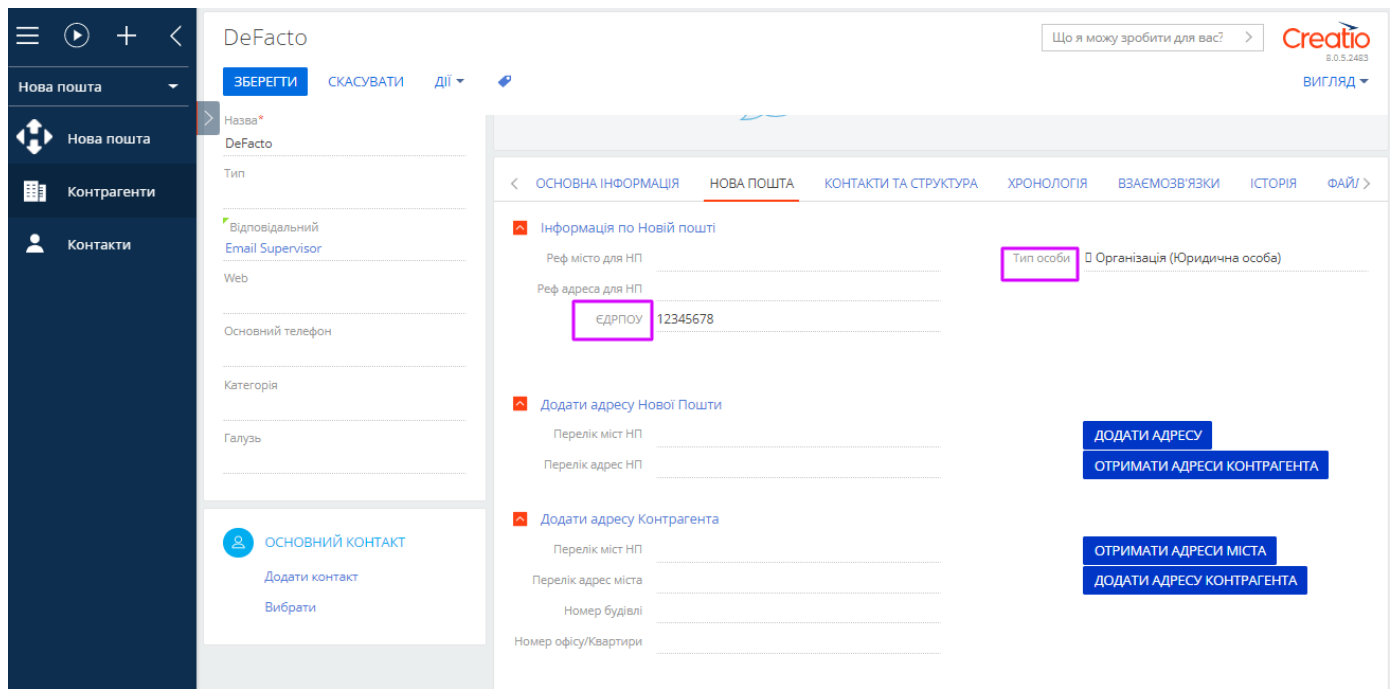 DeFacto
Що я можу зробити для вас?
Creatio
8.0.5.2483
ЗБЕРЕГТИ СКАСУВАТИ ДІЇ
ВИГЛЯД
Нова пошта
Нова пошта
Контрагенти
Контакти
Назва*
DeFacto
Тип
Відповідальний
Email Supervisor
Web
Основний телефон
Категорія
Галузь
ОСНОВНИЙ КОНТАКТ
Додати контакт
Вибрати
ОСНОВНА ІНФОРМАЦІЯ НОВА ПОШТА КОНТАКТИ ТА СТРУКТУРА ХРОНОЛОГІЯ ВЗАЄМОЗВ'ЯЗКИ ІСТОРІЯ
Інформація по Новій пошті
Реф місто для НП
Тип особи Організація (Юридична особа)
Реф адреса для НП
ЄДРПОУ 12345678
Додати адресу Нової Пошти
Перелік міст НП
ДОДАТИ АДРЕСУ
Перелік адрес НП
ОТРИМАТИ АДРЕСИ КОНТРАГЕНТА
Додати адресу Контрагента
Перелік міст НП
ОТРИМАТИ АДРЕСИ МІСТА
Перелік адрес міста
ДОДАТИ АДРЕСУ КОНТРАГЕНТА
Номер будівлі
Номер офісу/Квартири